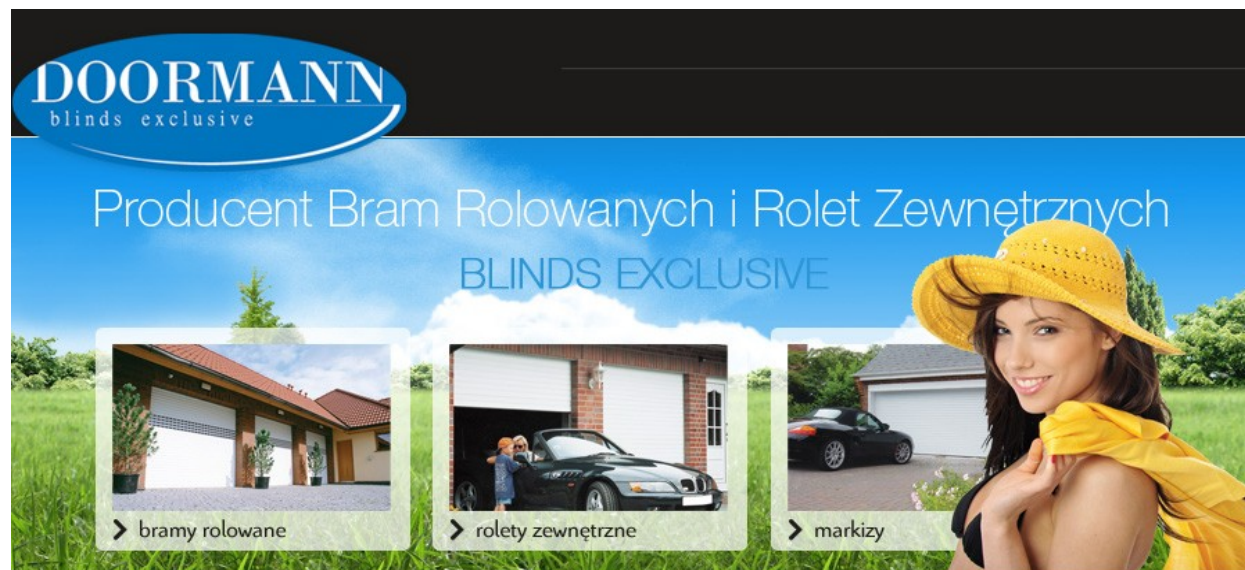 DOORMANN
blinds exclusive
Producent Bram Rolowanych i Rolet Zewnętrznych
BLINDS EXCLUSIVE
bramy rolowane
rolety zewnętrzne
markizy